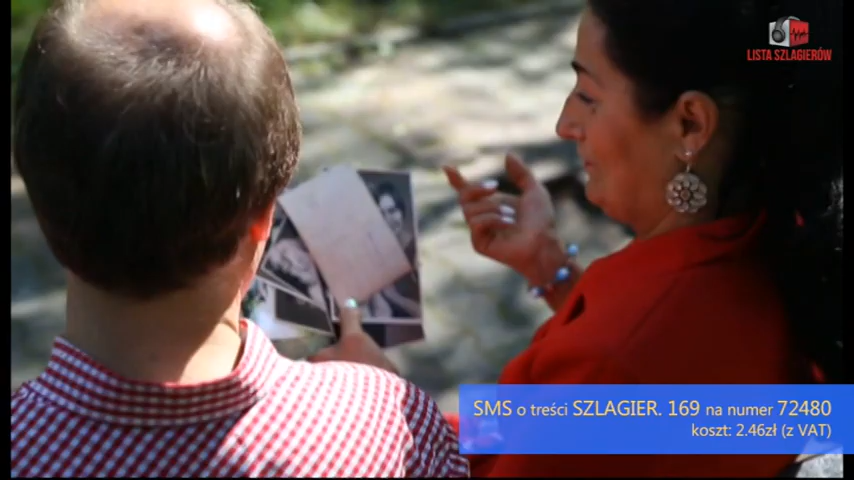 LISTA SZLAGIERÓW
SMS o treści SZLAGIER. 169 na numer 72480
koszt: 2.46zł (z VAT)